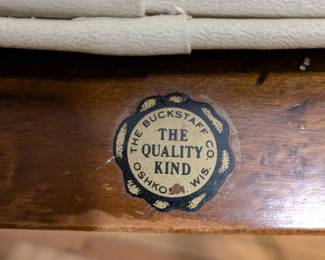 THE BUCKSTAFF CO.
THE
QUALITY
KIND
WIS.